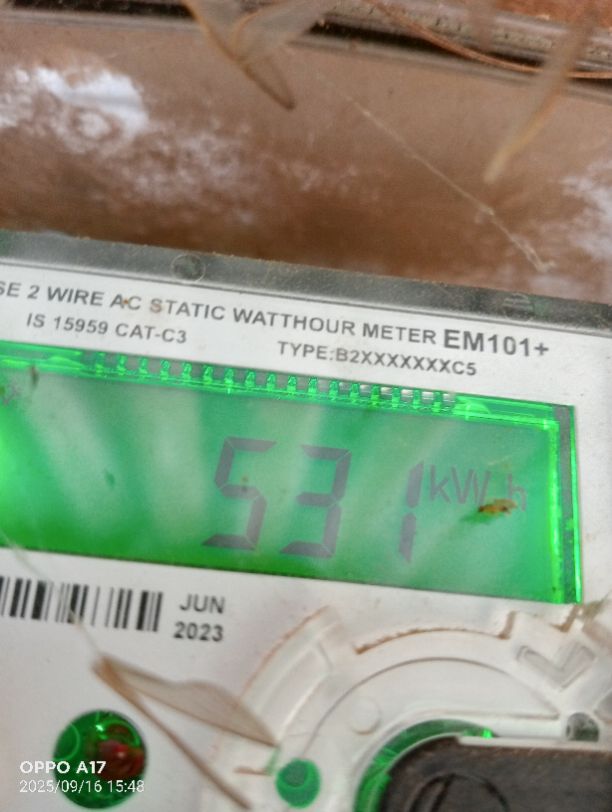 SE 2 WIRE AC STATIC WATTHOUR METER EM101+
IS 15959 CAT-C3
TYPE:B2XXXXXXXC5
531 kWh
JUN
2023
OPPO A17
2025/09/16 15:48